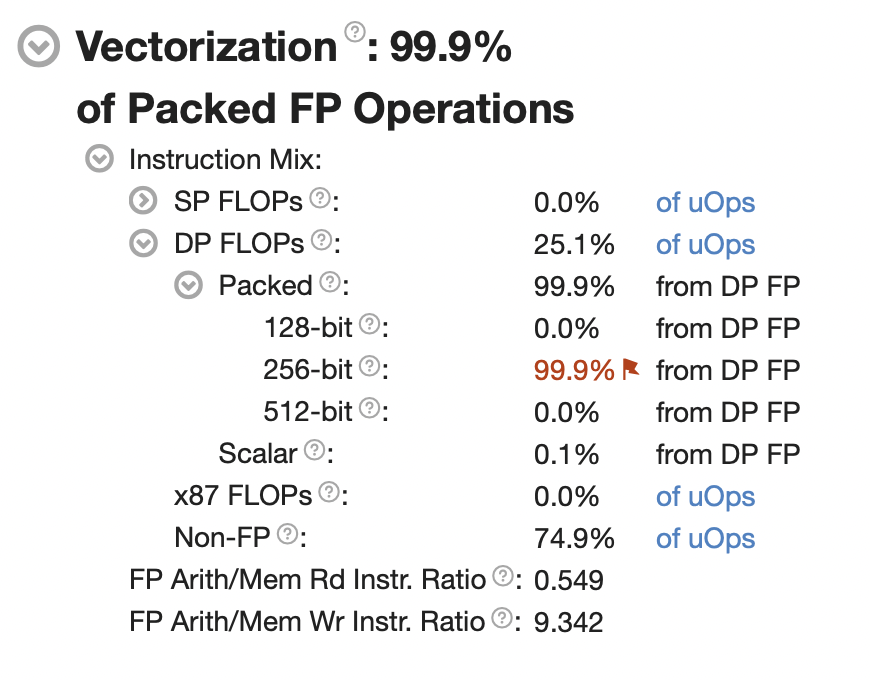 Vectorization ?: 99.9%
of Packed FP Operations
Instruction Mix:
SP FLOPs ?: 0.0% of uOps
DP FLOPs ?: 25.1% of uOps
Packed ?: 99.9% from DP FP
128-bit ?: 0.0% from DP FP
256-bit ?: 99.9% from DP FP
512-bit ?: 0.0% from DP FP
Scalar ?: 0.1% from DP FP
x87 FLOPs ?: 0.0% of uOps
Non-FP ?: 74.9% of uOps
FP Arith/Mem Rd Instr. Ratio ?: 0.549
FP Arith/Mem Wr Instr. Ratio ?: 9.342